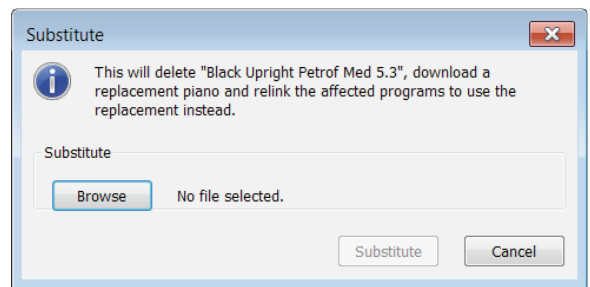 Substitute
This will delete "Black Upright Petrof Med 5.3", download a
replacement piano and relink the affected programs to use the
replacement instead.
Substitute
Browse No file selected.
Substitute Cancel